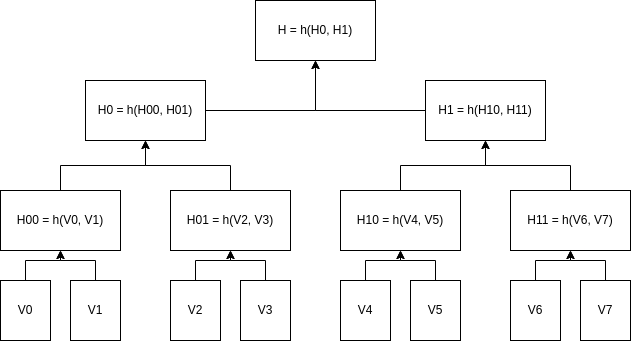 H = h(H0, H1)
H0 = h(H00, H01)
H1 = h(H10, H11)
H00 = h(V0, V1)
H01 = h(V2, V3)
H10 = h(V4, V5)
H11 = h(V6, V7)
V0
V1
V2
V3
V4
V5
V6
V7